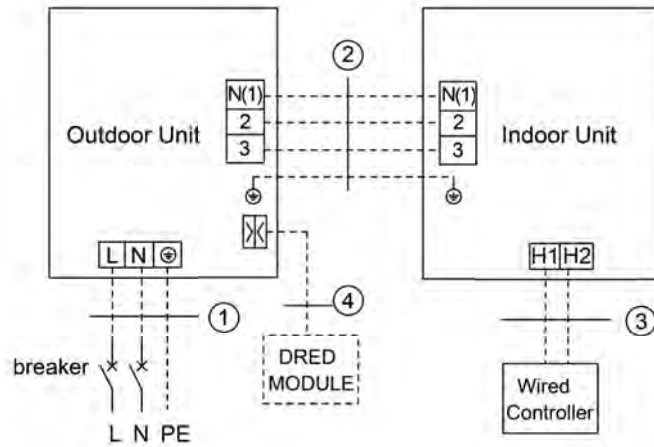 ②
N(1)
N(1)
Outdoor Unit
2
2
Indoor Unit
3
3
L N
H1 H2
①
④
③
breaker
DRED
MODULE
Wired
Controller
L N PE